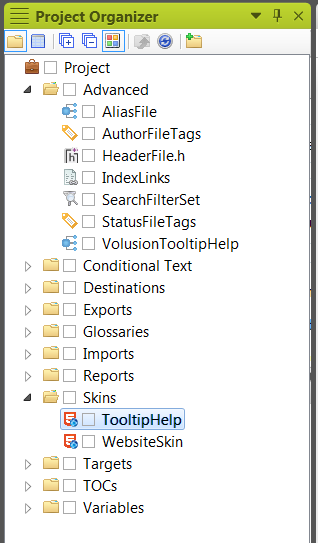 Project Organizer
Project
Advanced
AliasFile
AuthorFileTags
HeaderFile.h
IndexLinks
SearchFilterSet
StatusFileTags
VolusionTooltipHelp
Conditional Text
Destinations
Exports
Glossaries
Imports
Reports
Skins
TooltipHelp
WebsiteSkin
Targets
TOCs
Variables